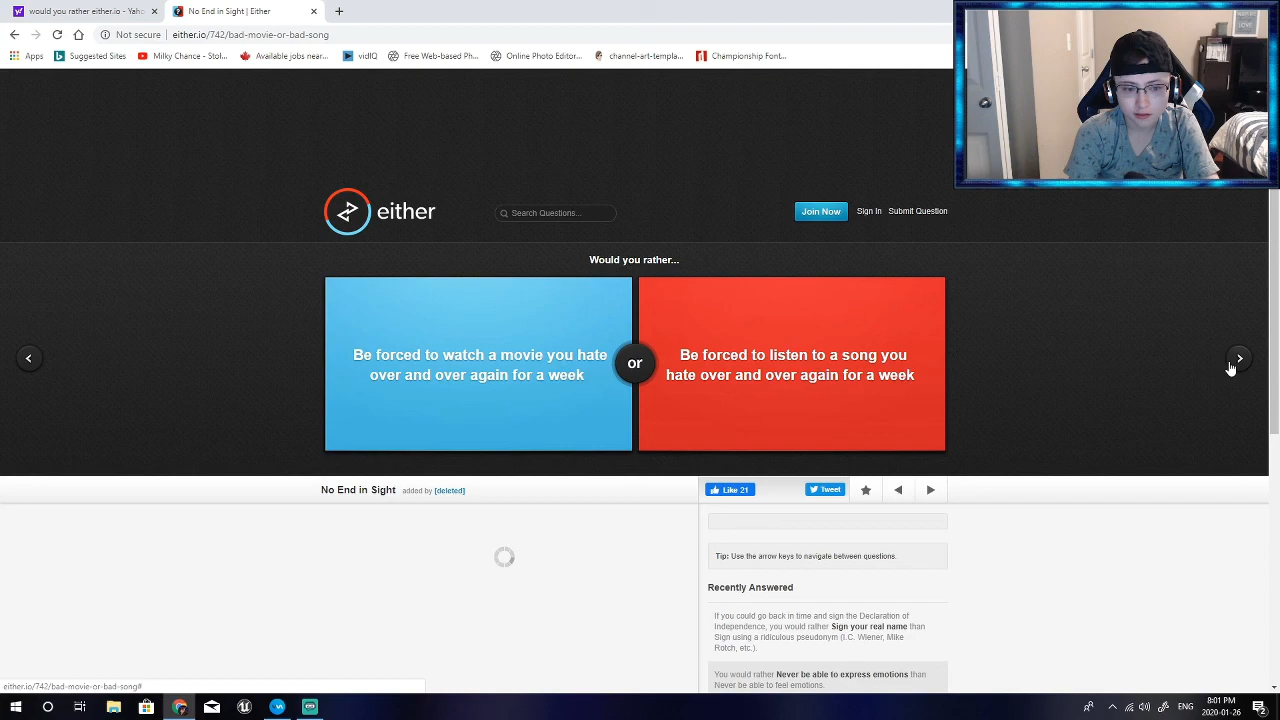 would you rather either.io - Yaho
No End in Sight | Either
Not secure | either.io/742/bad-movie-or-bad-song
Apps
Suggested Sites
Milky Chance - Stol...
Available jobs near...
vidIQ
Free Web-based Ph...
Online Photo Editor...
channel-art-templa...
Championship Font...
either
Search Questions...
Join Now
Sign In
Submit Question
Would you rather...
Be forced to watch a movie you hate
over and over again for a week
or
Be forced to listen to a song you
hate over and over again for a week
No End in Sight added by [deleted]
Like 21
Tweet
Tip: Use the arrow keys to navigate between questions.
Recently Answered
If you could go back in time and sign the Declaration of
Independence, you would rather Sign your real name than
Sign using a ridiculous pseudonym (I.C. Wiener, Mike
Rotch, etc.).
You would rather Never be able to express emotions than
Never be able to feel emotions.
either.io/742/bad-movie-or-bad-song#
ENG
8:01 PM
2020-01-26
2